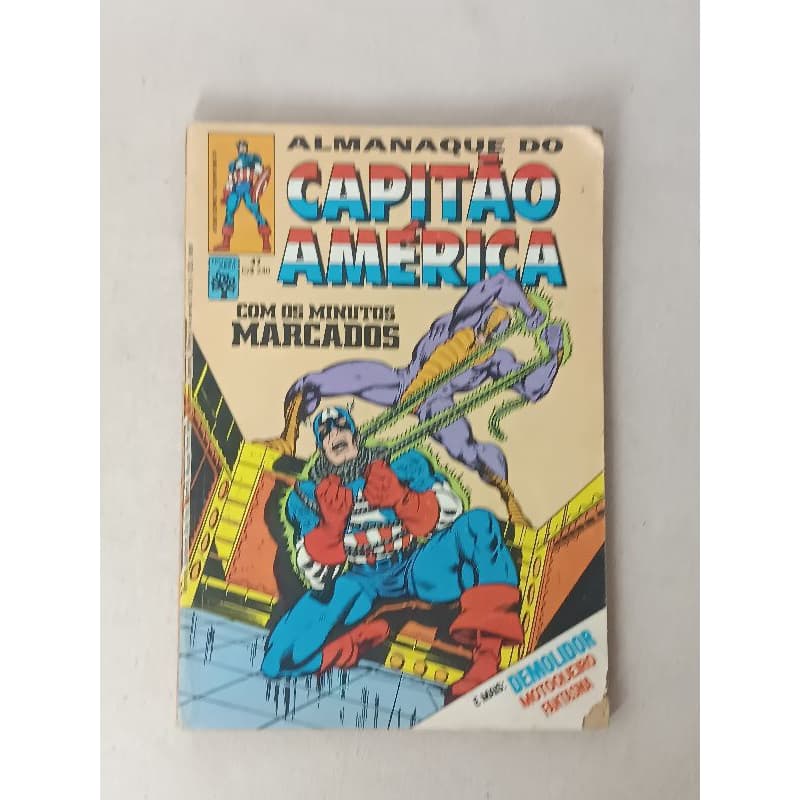 ALMANAQUE DO
CAPITÃO
AMÉRICA
COM OS MINUTOS
MARCADOS
E MAIS:
DEMOLIDOR
MOTOQUEIRO
FANTASMA